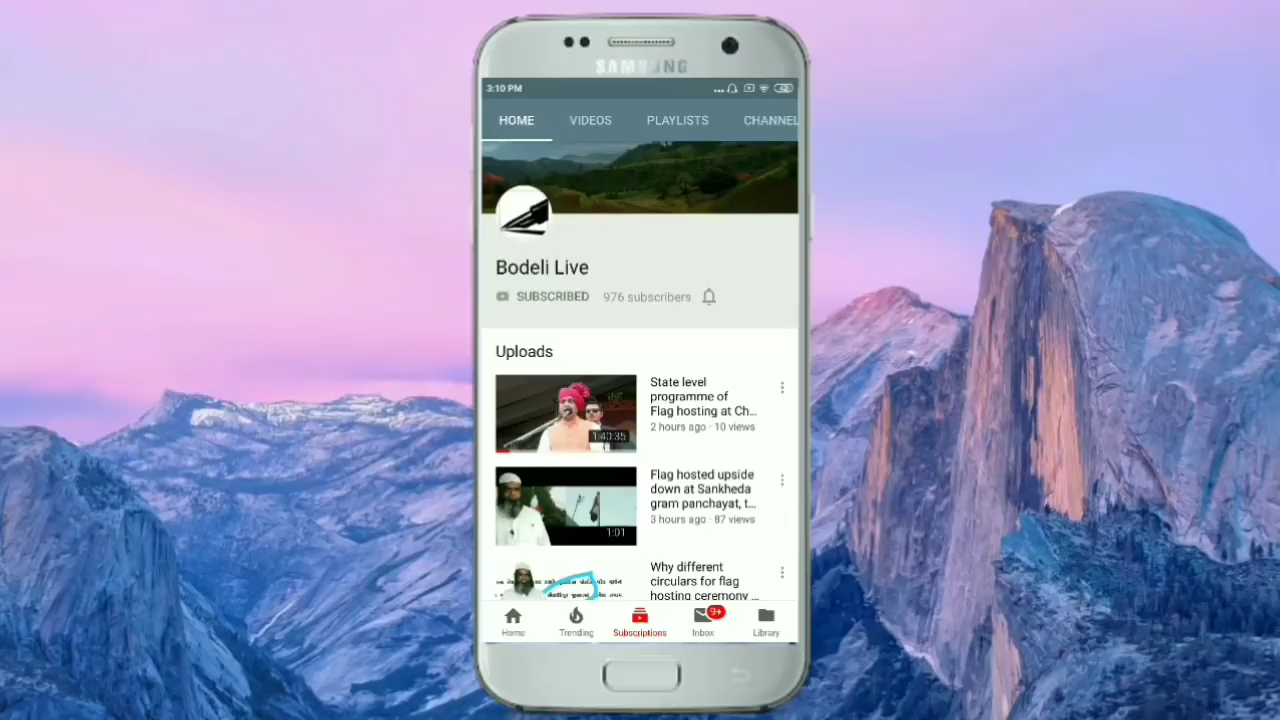 SAMSUNG
3:10 PM
HOME VIDEOS PLAYLISTS CHANNEL
Bodeli Live
SUBSCRIBED 976 subscribers
Uploads
State level
programme of
Flag hosting at Ch...
2 hours ago · 10 views
1:40:35
Flag hosted upside
down at Sankheda
gram panchayat, t...
3 hours ago · 87 views
1:01
Why different
circulars for flag
hosting ceremony ...
9+
Home Trending Subscriptions Inbox Library